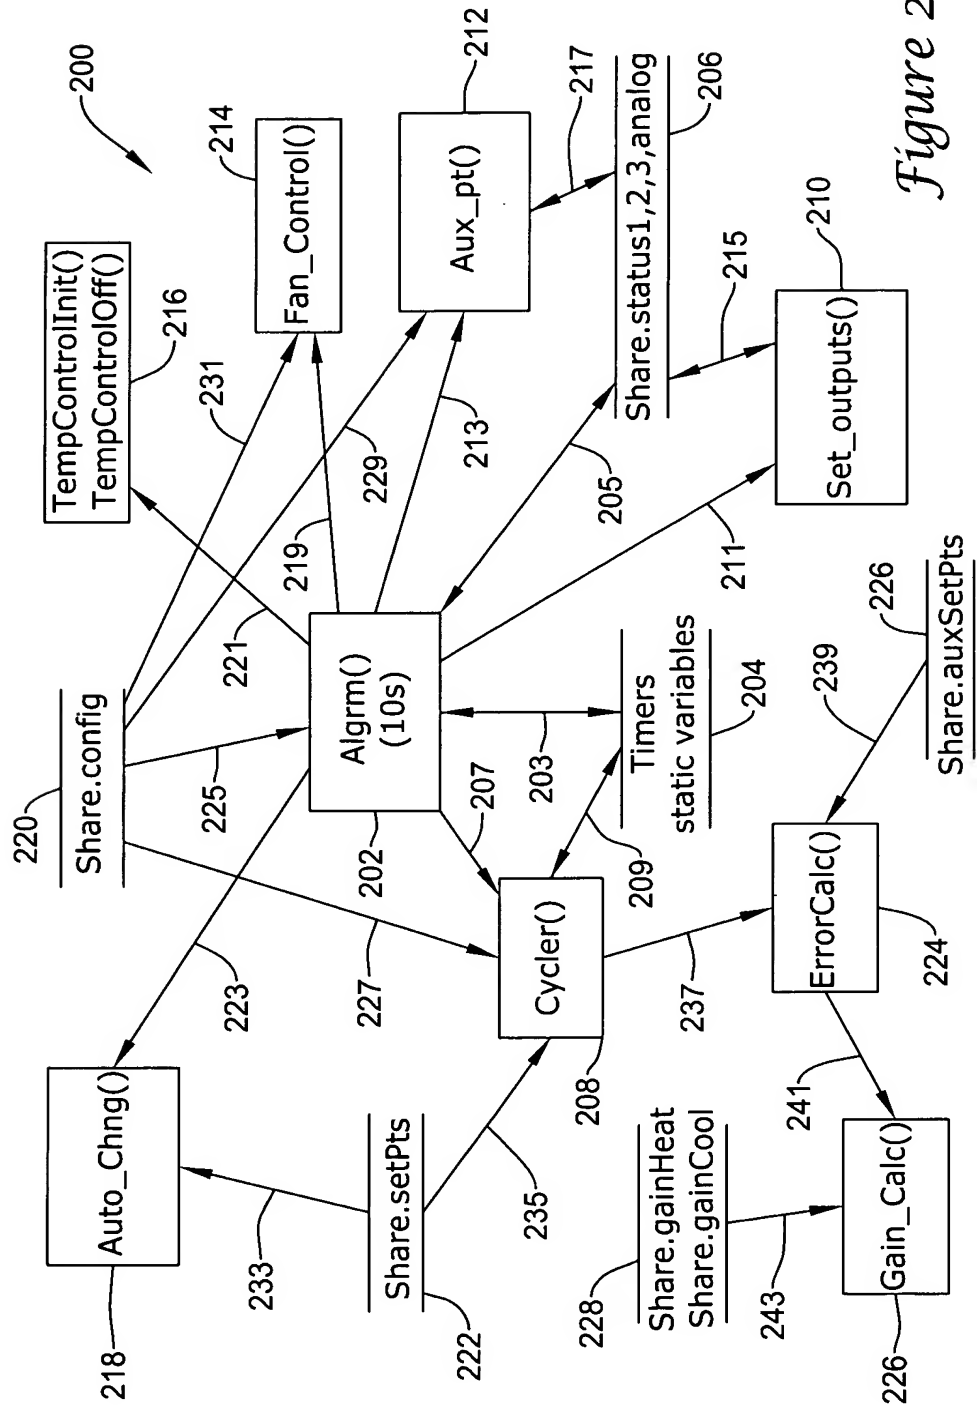 200
220
Share.config
TempControlInit()
TempControlOff()
216
214
Fan_Control()
212
Aux_pt()
218
Auto_Chng()
223
225
221
231
219
229
213
217
233
227
Algrm()
(10s)
202
207
203
205
Share.status1,2,3,analog
206
222
Share.setPts
235
Cycler()
208
209
Timers
static variables
204
211
215
Set_outputs()
210
228
Share.gainHeat
Share.gainCool
243
241
237
ErrorCalc()
224
239
226
Share.auxSetPts
Gain_Calc()
226
Figure 2